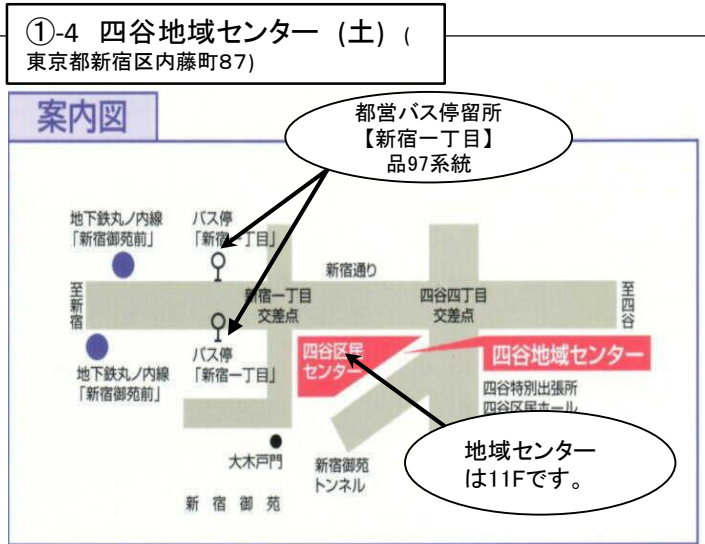 ①-4 四谷地域センター (土) (
東京都新宿区内藤町87)
案内図
都営バス停留所
【新宿一丁目】
品97系統
地下鉄丸ノ内線
「新宿御苑前」
バス停
「新宿一丁目」
新宿通り
至新宿
新宿一丁目
交差点
四谷四丁目
交差点
至四谷
地下鉄丸ノ内線
「新宿御苑前」
バス停
「新宿一丁目」
四谷区民
センター
四谷地域センター
四谷特別出張所
四谷区民ホール
大木戸門
新宿御苑
トンネル
新宿御苑
地域センター
は11Fです。